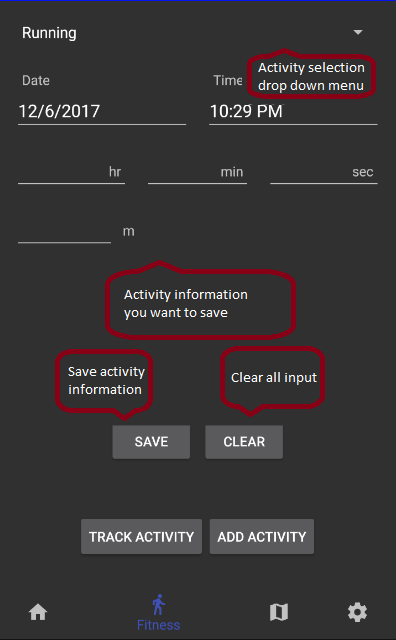 Running
Activity selection
drop down menu
Date
Time
12/6/2017
10:29 PM
hr
min
sec
m
Activity information
you want to save
Save activity
information
Clear all input
SAVE
CLEAR
TRACK ACTIVITY
ADD ACTIVITY
Fitness